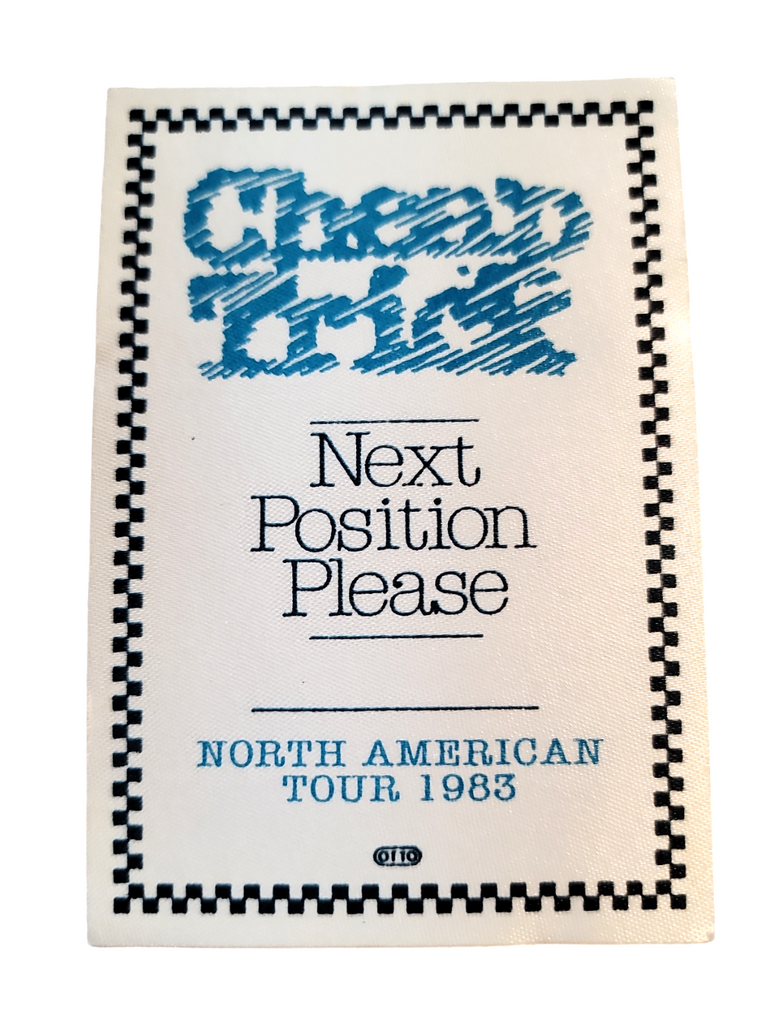 Cheap
Trick
Next
Position
Please
NORTH AMERICAN
TOUR 1983
OTTO